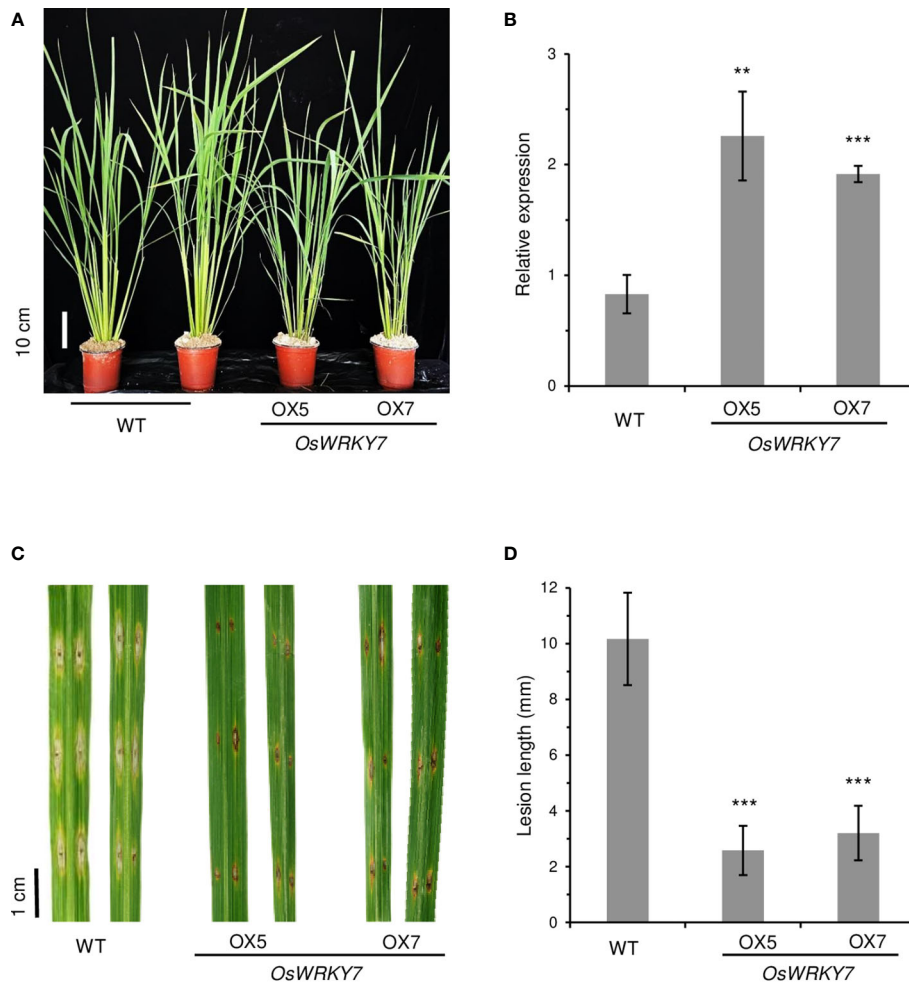 A
10 cm
WT
OX5 OX7
OsWRKY7
B
Relative expression
3
2
1
0
**
***
WT
OX5 OX7
OsWRKY7
C
1 cm
WT
OX5 OX7
OsWRKY7
D
Lesion length (mm)
12
10
8
6
4
2
0
***
***
WT
OX5 OX7
OsWRKY7